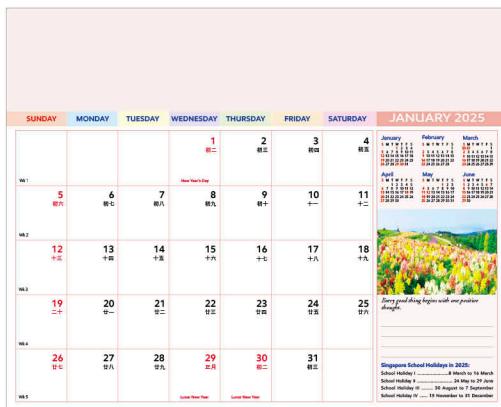 SUNDAY MONDAY TUESDAY WEDNESDAY THURSDAY FRIDAY SATURDAY JANUARY 2025
1 2 3 4
初二 初三 初四 初五
Wk 1 New Year's Day
5 6 7 8 9 10 11
初六 初七 初八 初九 初十 十一 十二
Wk 2
12 13 14 15 16 17 18
十三 十四 十五 十六 十七 十八 十九
Wk 3
19 20 21 22 23 24 25
二十 廿一 廿二 廿三 廿四 廿五 廿六
Wk 4
26 27 28 29 30 31
廿七 廿八 廿九 正月 初二 初三
Wk 5 Lunar New Year Lunar New Year
January February March
S M T W T F S S M T W T F S S M T W T F S
April May June
S M T W T F S S M T W T F S S M T W T F S
Every good thing begins with one positive
thought.
Singapore School Holidays in 2025:
School Holiday I 8 March to 16 March
School Holiday II 24 May to 29 June
School Holiday III 30 August to 7 September
School Holiday IV 15 November to 31 December